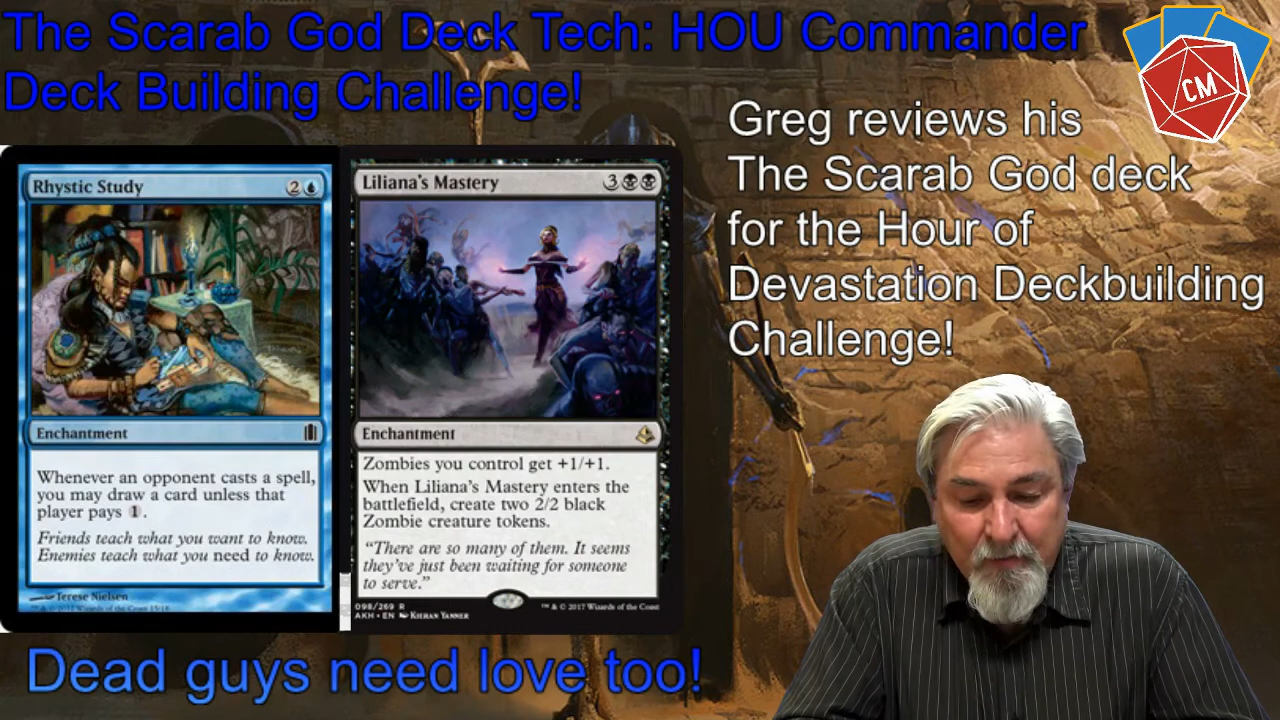 The Scarab God Deck Tech: HOU Commander
Deck Building Challenge!
CM
Greg reviews his
The Scarab God deck
for the Hour of
Devastation Deckbuilding
Challenge!
Rhystic Study 2
Enchantment
Whenever an opponent casts a spell,
you may draw a card unless that
player pays 1.
Friends teach what you want to know.
Enemies teach what you need to know.
Terese Nielsen
Liliana's Mastery 3
Enchantment
Zombies you control get +1/+1.
When Liliana's Mastery enters the
battlefield, create two 2/2 black
Zombie creature tokens.
"There are so many of them. It seems
they've just been waiting for someone
to serve."
098/269 R
AKH • EN Kieran Yanner
™ & © 2017 Wizards of the Coast
Dead guys need love too!